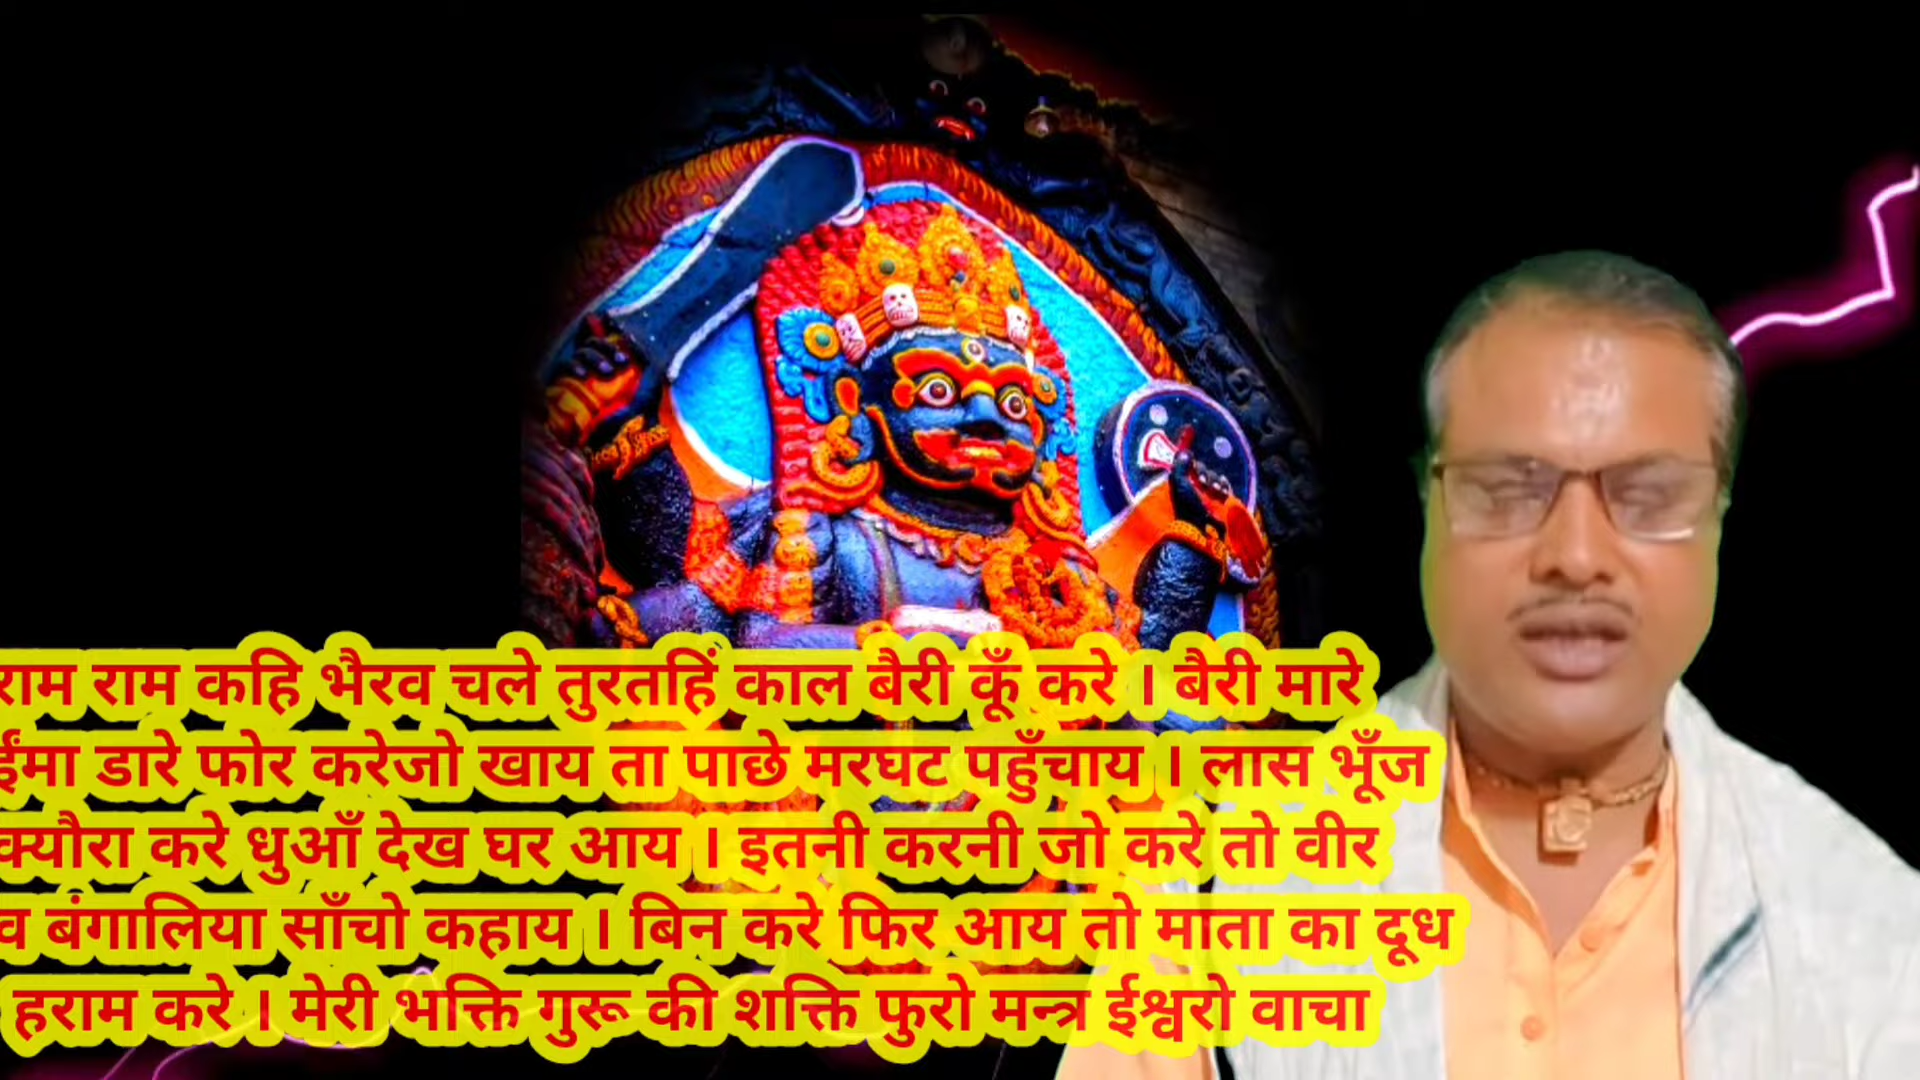 राम राम कहि भैरव चले तुरतहिं काल बैरी कूँ करे । बैरी मारे
डारे फोर करेजो खाय ता पाछे मरघट पहुँचाय । लास भूँज
क्यौरा करे धुआँ देख घर आय । इतनी करनी जो करे तो वीर
बंगालिया साँचो कहाय । बिन करे फिर आय तो माता का दूध
हराम करे । मेरी भक्ति गुरू की शक्ति फुरो मन्त्र ईश्वरो वाचा